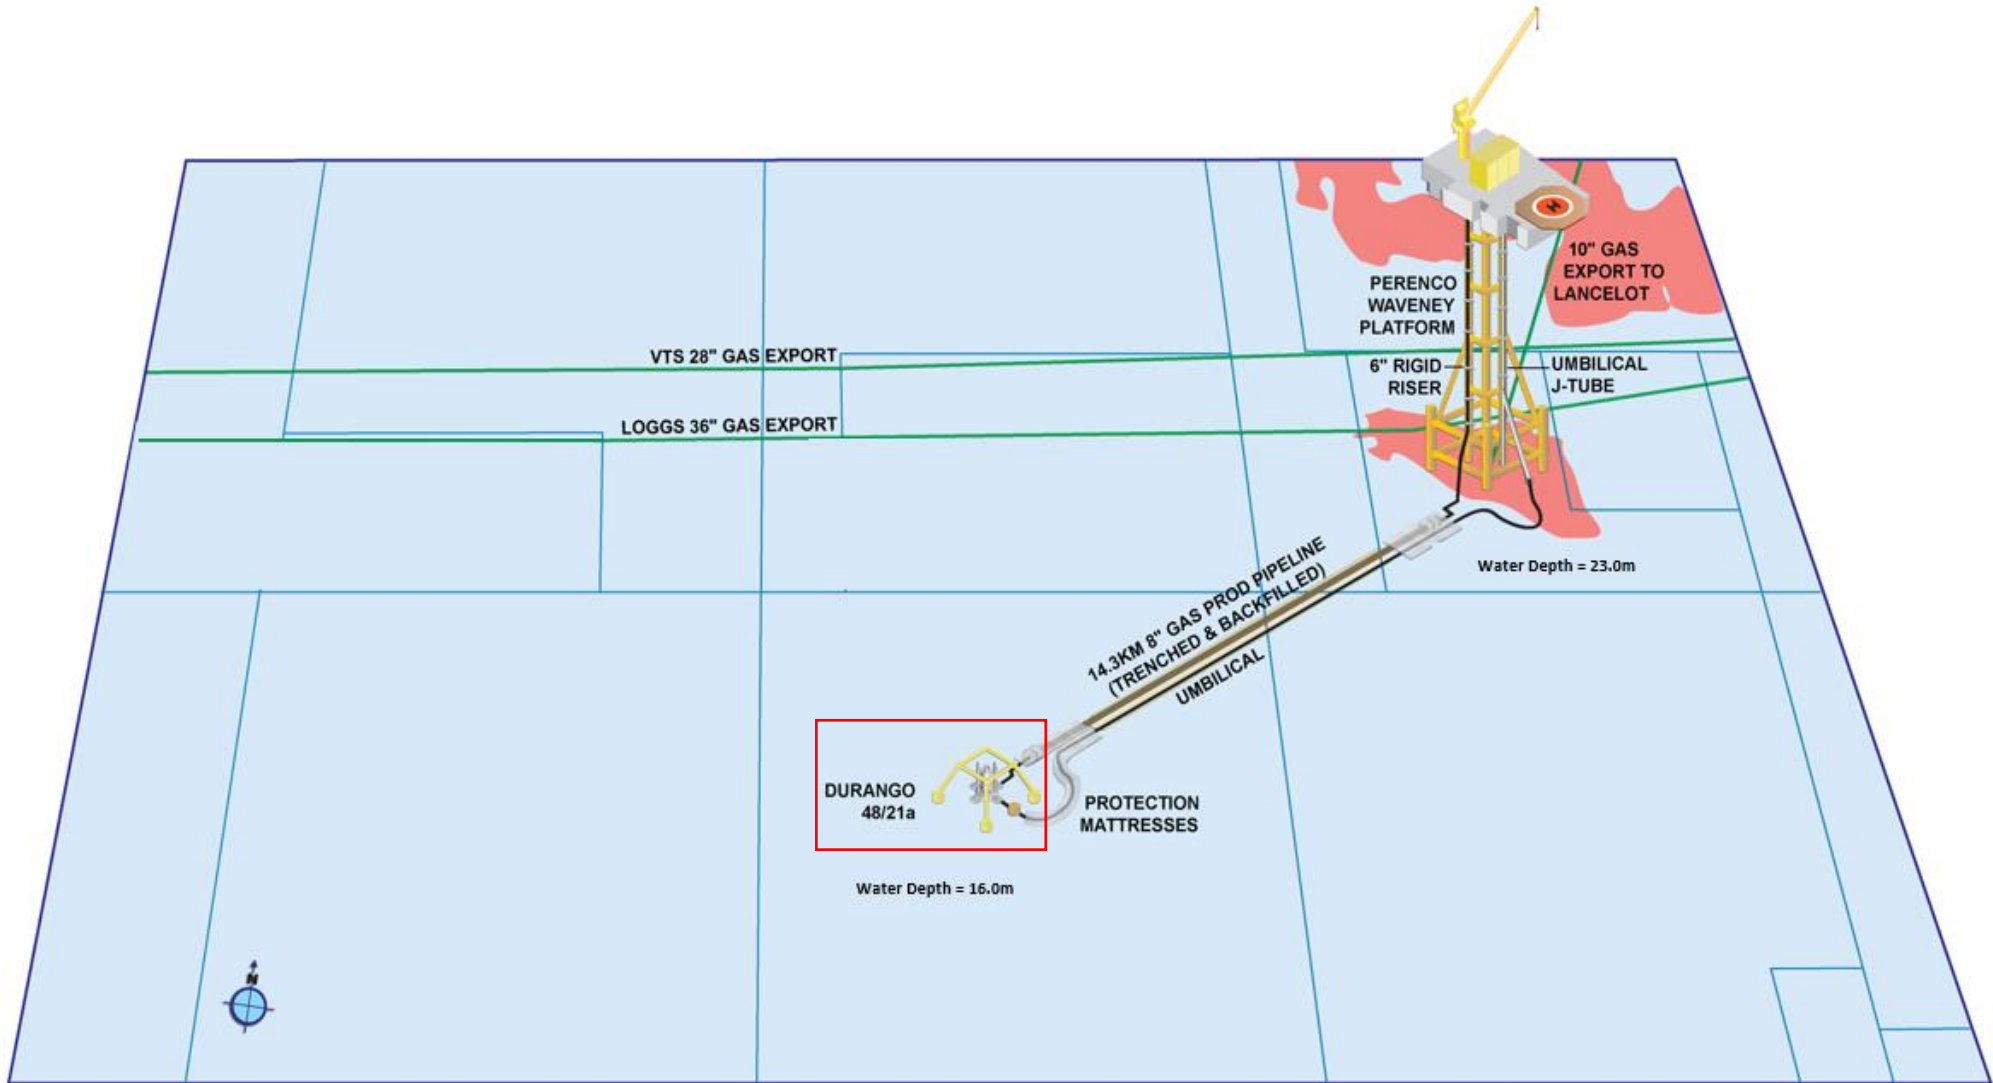 10" GAS
EXPORT TO
LANCELOT
PERENCO
WAVENEY
PLATFORM
VTS 28" GAS EXPORT
6" RIGID
RISER
UMBILICAL
J-TUBE
LOGGS 36" GAS EXPORT
Water Depth = 23.0m
14.3KM 8" GAS PROD PIPELINE
(TRENCHED & BACKFILLED)
UMBILICAL
DURANGO
48/21a
PROTECTION
MATTRESSES
Water Depth = 16.0m
N
H